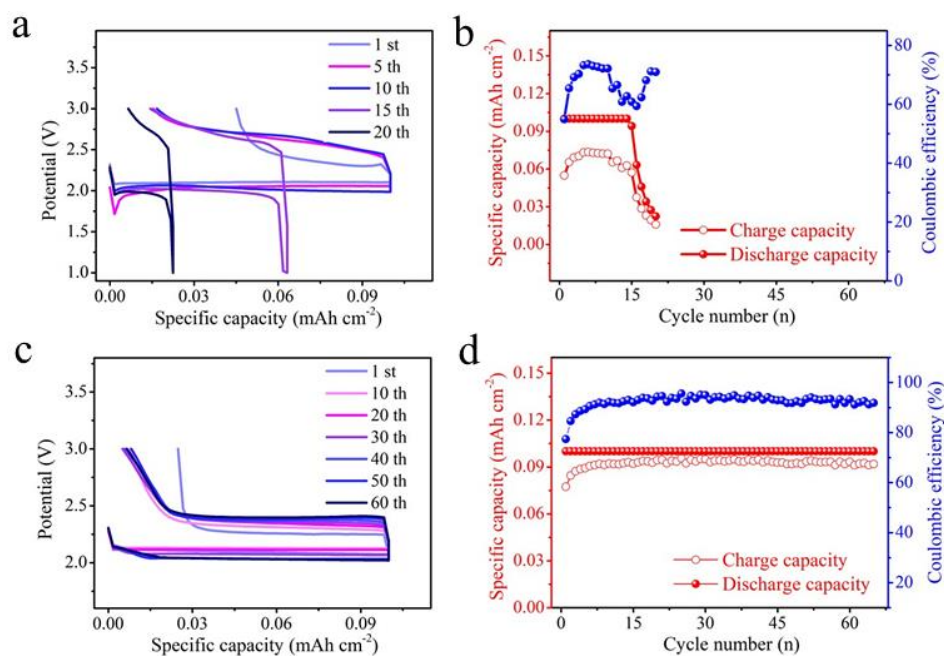 a
1 st
5 th
10 th
15 th
20 th
3.5
3.0
2.5
2.0
1.5
1.0
Potential (V)
0.00
0.03
0.06
0.09
Specific capacity (mAh cm⁻²)
b
0.15
0.12
0.09
0.06
0.03
0.00
Specific capacity (mAh cm⁻²)
80
60
40
20
0
Coulombic efficiency (%)
Charge capacity
Discharge capacity
0
15
30
45
60
Cycle number (n)
c
1 st
10 th
20 th
30 th
40 th
50 th
60 th
3.5
3.0
2.5
2.0
Potential (V)
0.00
0.03
0.06
0.09
Specific capacity (mAh cm⁻²)
d
0.15
0.12
0.09
0.06
0.03
0.00
Specific capacity (mAh cm⁻²)
100
80
60
40
20
Coulombic efficiency (%)
Charge capacity
Discharge capacity
0
15
30
45
60
Cycle number (n)